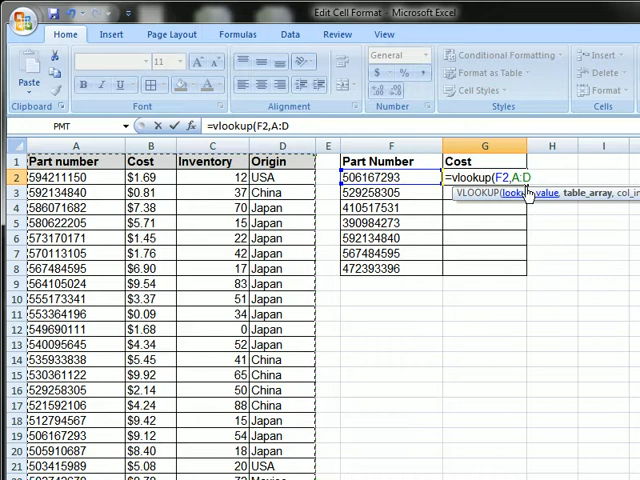 Edit Cell Format - Microsoft Excel
Home Insert Page Layout Formulas Data Review View
Paste 11 A A General Conditional Formatting Insert
B I U A $ % , Format as Table Delete
Cell Styles Format
Clipboard Font Alignment Number Styles Cells
PMT =vlookup(F2,A:D
A B C D E F G H I J
1 Part number Cost Inventory Origin Part Number Cost
2 594211150 $1.69 12 USA 506167293 =vlookup(F2,A:D
3 592134840 $0.81 37 China 529258305 VLOOKUP(lookup_value, table_array, col_in
4 586071682 $7.38 70 Japan 410517531
5 580622205 $5.71 15 Japan 390984273
6 573170171 $1.45 22 Japan 592134840
7 570113105 $1.76 42 Japan 567484595
8 567484595 $6.90 17 Japan 472393396
9 564105024 $9.54 83 Japan
10 555173341 $3.37 51 Japan
11 553364196 $0.09 34 Japan
12 549690111 $1.68 0 Japan
13 540095645 $4.34 52 Japan
14 535933838 $5.45 41 China
15 530361122 $9.92 65 China
16 529258305 $2.14 50 China
17 521592106 $4.24 88 China
18 512794567 $9.42 15 Japan
19 506167293 $9.12 54 Japan
20 505910687 $8.40 18 Japan
21 503415989 $5.08 20 USA